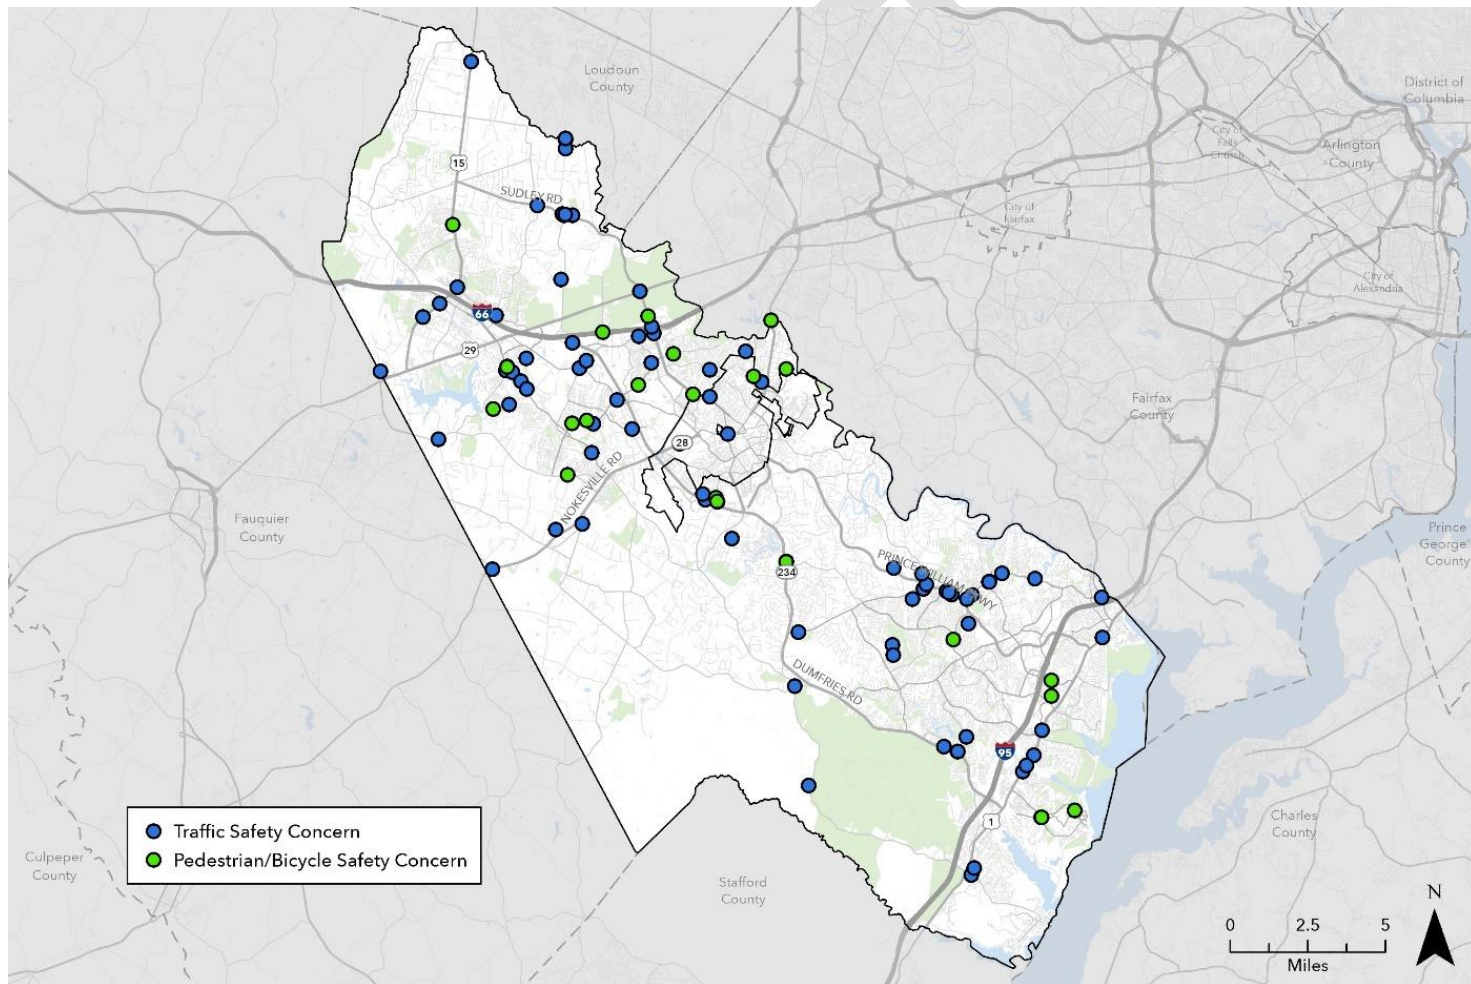 Loudoun
County
District of
Columbia
City of
Falls
Church
Arlington
County
15
SUDLEY RD
City of
Fairfax
City of
Alexandria
66
29
Fairfax
County
28
NOKESVILLE RD
Fauquier
County
Prince
George'
County
PRINCE WILLIAM PKWY
234
DUMFRIES RD
95
1
Charles
County
Traffic Safety Concern
Pedestrian/Bicycle Safety Concern
Culpeper
County
Stafford
County
N
0 2.5 5
Miles